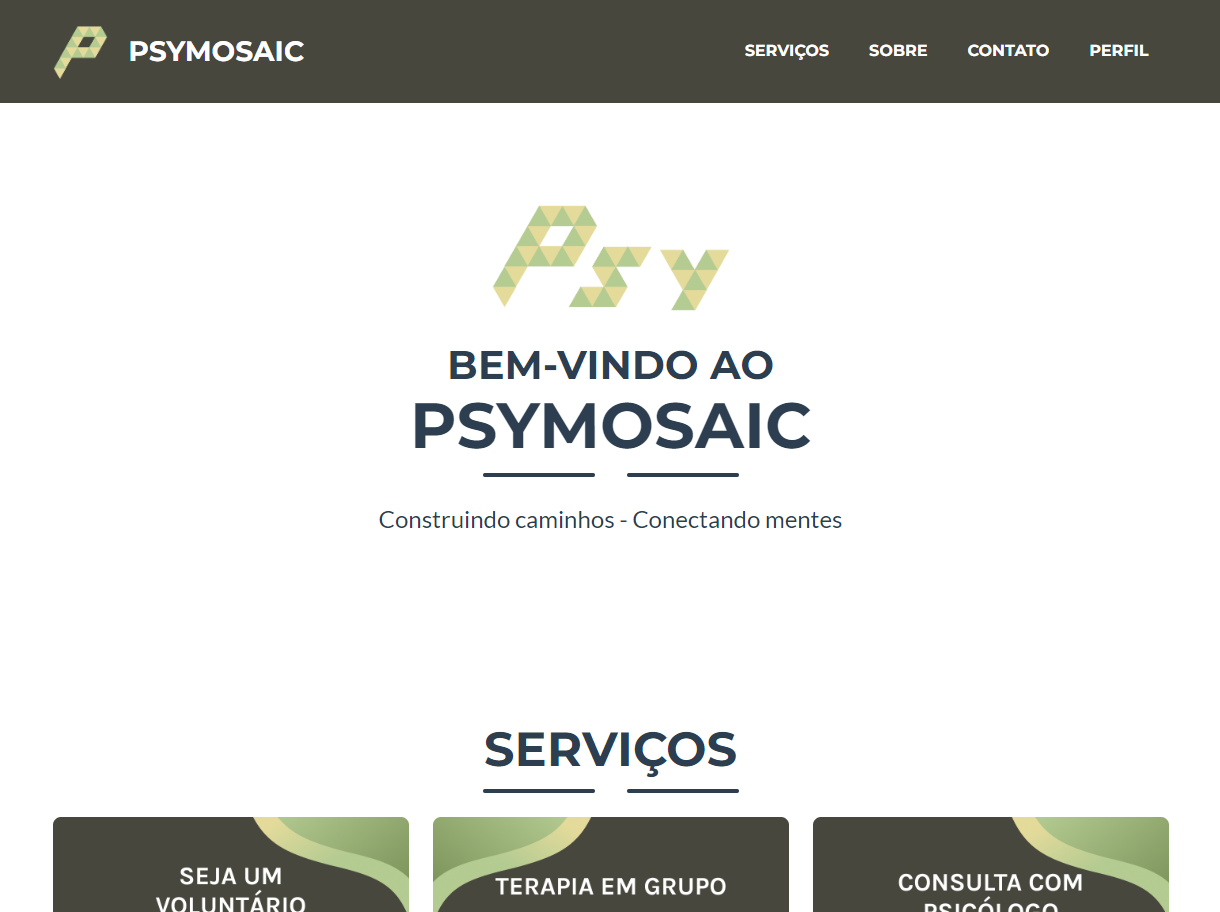 PSYMOSAIC
SERVIÇOS
SOBRE
CONTATO
PERFIL
Psy
BEM-VINDO AO
PSYMOSAIC
Construindo caminhos - Conectando mentes
SERVIÇOS
SEJA UM
VOLUNTÁRIO
TERAPIA EM GRUPO
CONSULTA COM
PSICÓLOGO